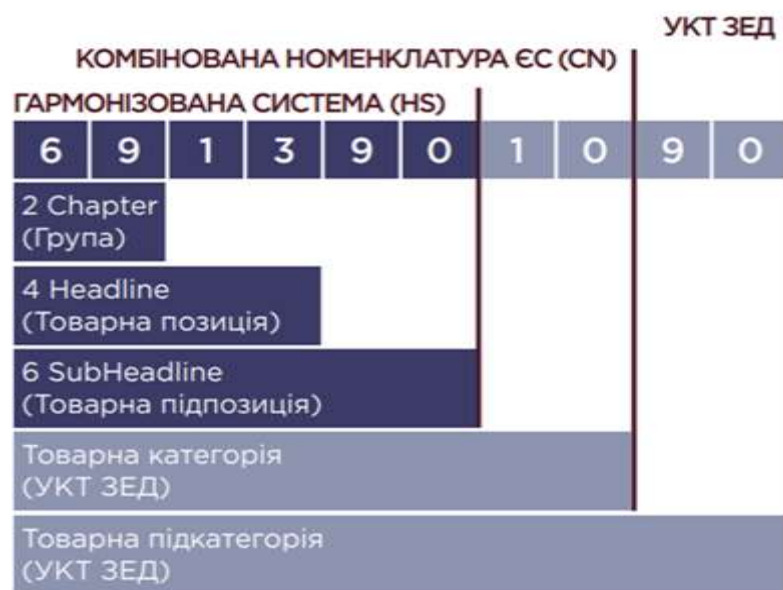 УКТ ЗЕД
КОМБІНОВАНА НОМЕНКЛАТУРА ЄС (CN)
ГАРМОНІЗОВАНА СИСТЕМА (HS)
6 9 1 3 9 0 1 0 9 0
2 Chapter
(Група)
4 Headline
(Товарна позиція)
6 SubHeadline
(Товарна підпозиція)
Товарна категорія
(УКТ ЗЕД)
Товарна підкатегорія
(УКТ ЗЕД)